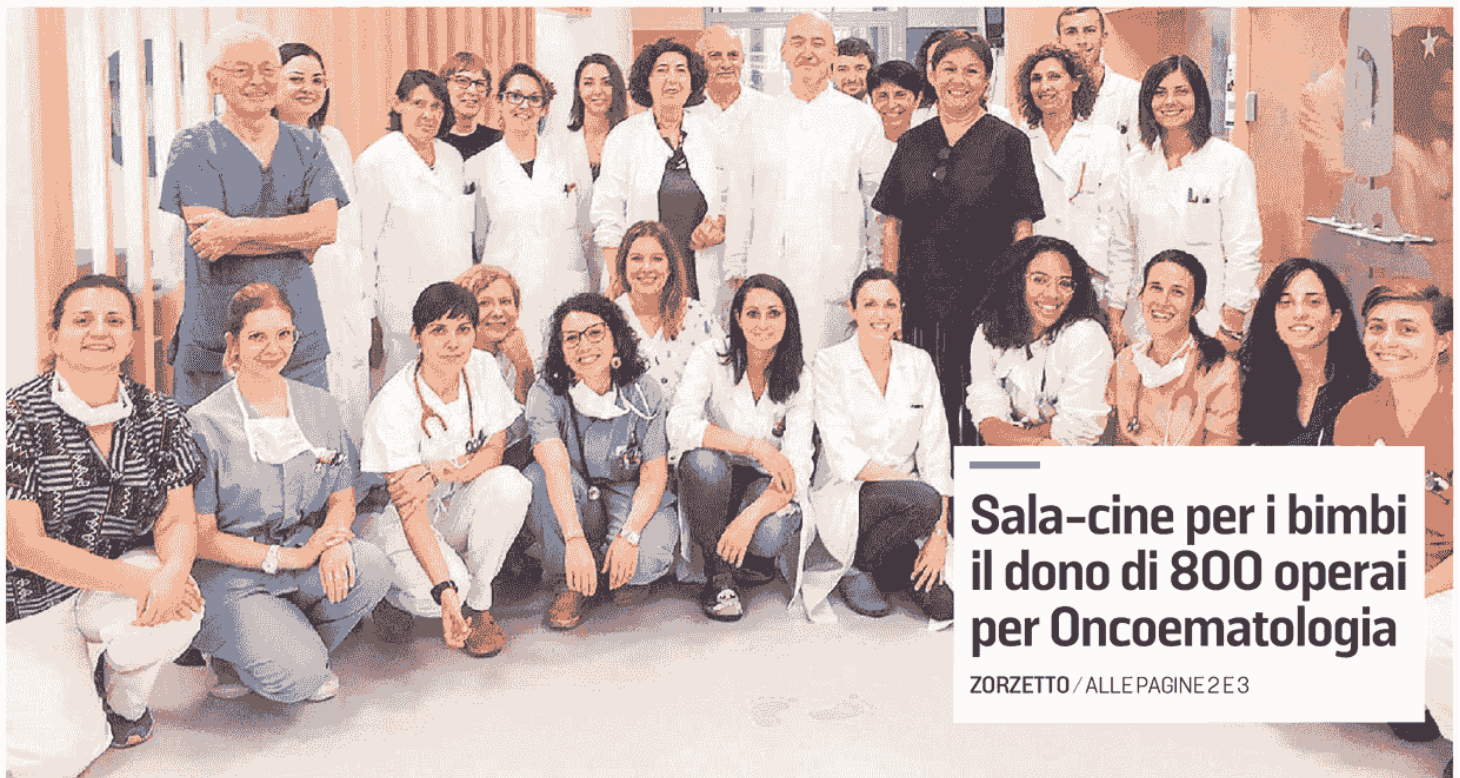 Sala-cine per i bimbi
il dono di 800 operai
per Oncoematologia
ZORZETTO / ALLE PAGINE 2 E 3